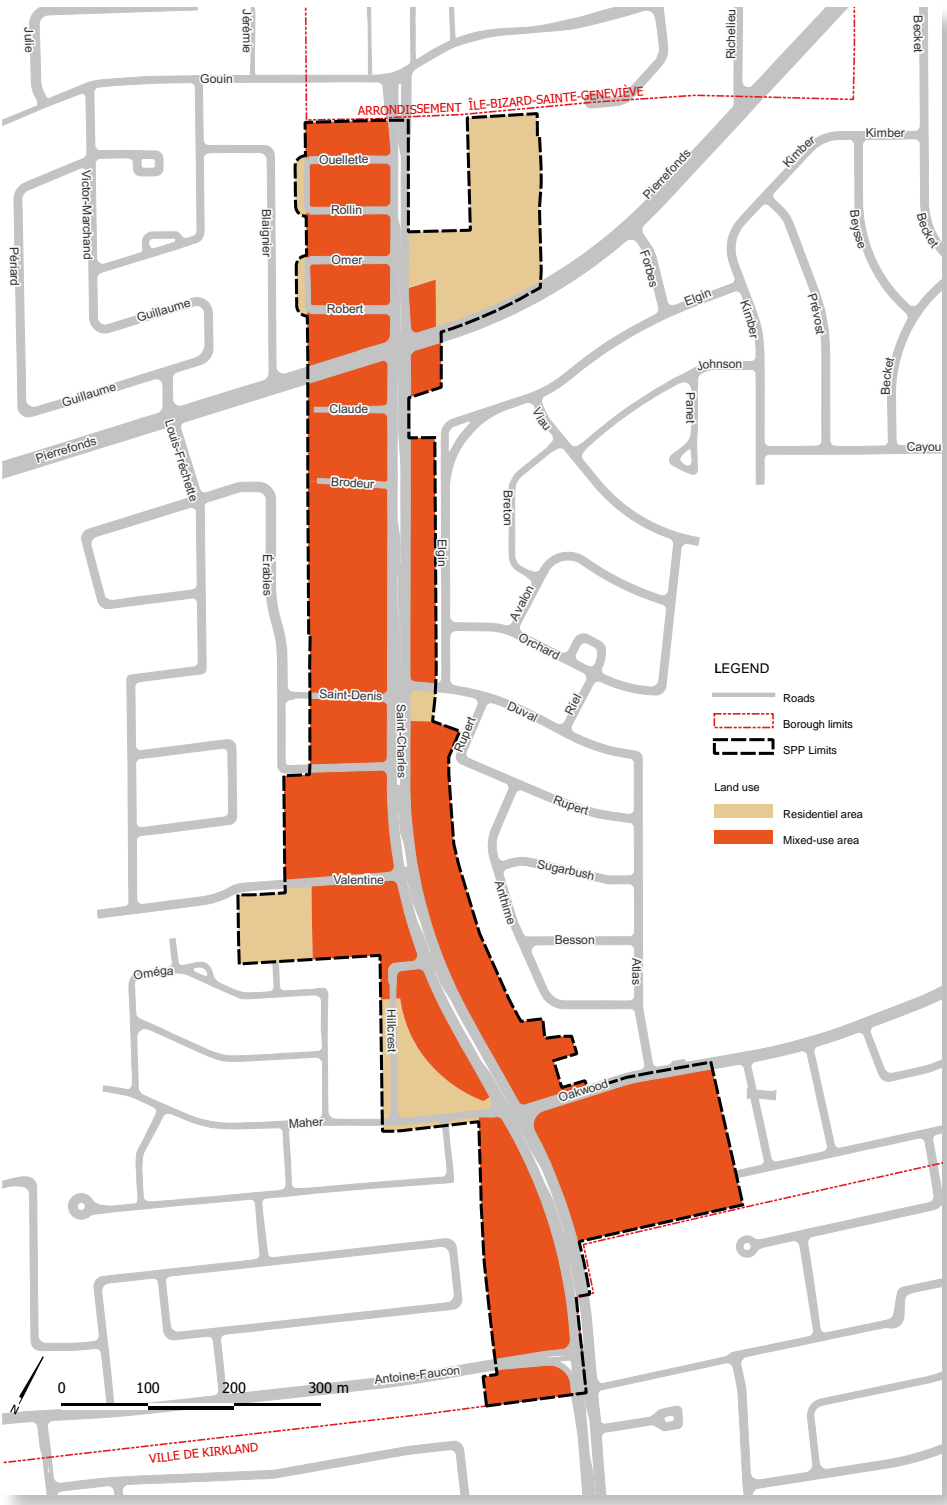 Julie
Jérémie
Richelieu
Becket
Gouin
ARRONDISSEMENT ÎLE-BIZARD-SAINTE-GENEVIÈVE
Kimber
Kimber
Ouellette
Pierrefonds
Victor-Marchand
Rollin
Blaignier
Beysse
Becket
Périard
Omer
Forbes
Guillaume
Robert
Elgin
Kimber
Prévost
Johnson
Becket
Guillaume
Claude
Panet
Viau
Pierrefonds
Louis-Fréchette
Cayou
Brodeur
Breton
Elgin
Érables
Avalon
Orchard
LEGEND
Saint-Denis
Riel
Roads
Duval
Rupert
Borough limits
Saint-Charles
SPP Limits
Land use
Rupert
Residentiel area
Mixed-use area
Sugarbush
Valentine
Anthime
Besson
Oméga
Atlas
Hillcrest
Oakwood
Maher
Antoine-Faucon
N
0 100 200 300 m
VILLE DE KIRKLAND